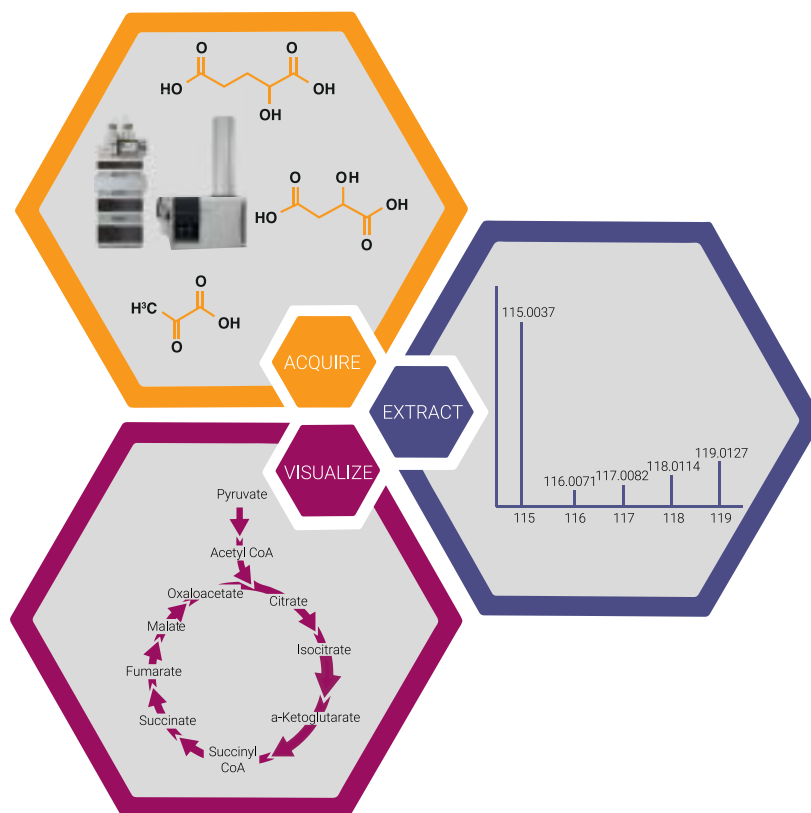 O
O
HO
OH
OH
OH
O
HO
OH
O
O
H³C
OH
O
ACQUIRE
115.0037
116.0071
117.0082
118.0114
119.0127
115
116
117
118
119
EXTRACT
VISUALIZE
Pyruvate
Acetyl CoA
Oxaloacetate
Citrate
Malate
Isocitrate
Fumarate
a-Ketoglutarate
Succinate
Succinyl
CoA